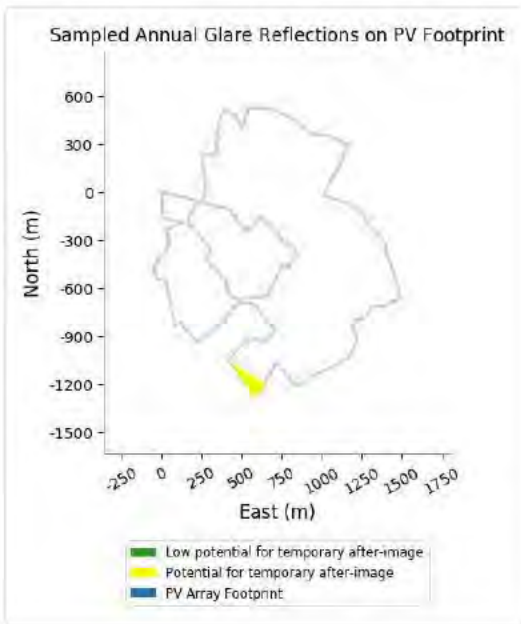 Sampled Annual Glare Reflections on PV Footprint
600
300
0
-300
-600
-900
-1200
-1500
North (m)
-250 0 250 500 750 1000 1250 1500 1750
East (m)
Low potential for temporary after-image
Potential for temporary after-image
PV Array Footprint